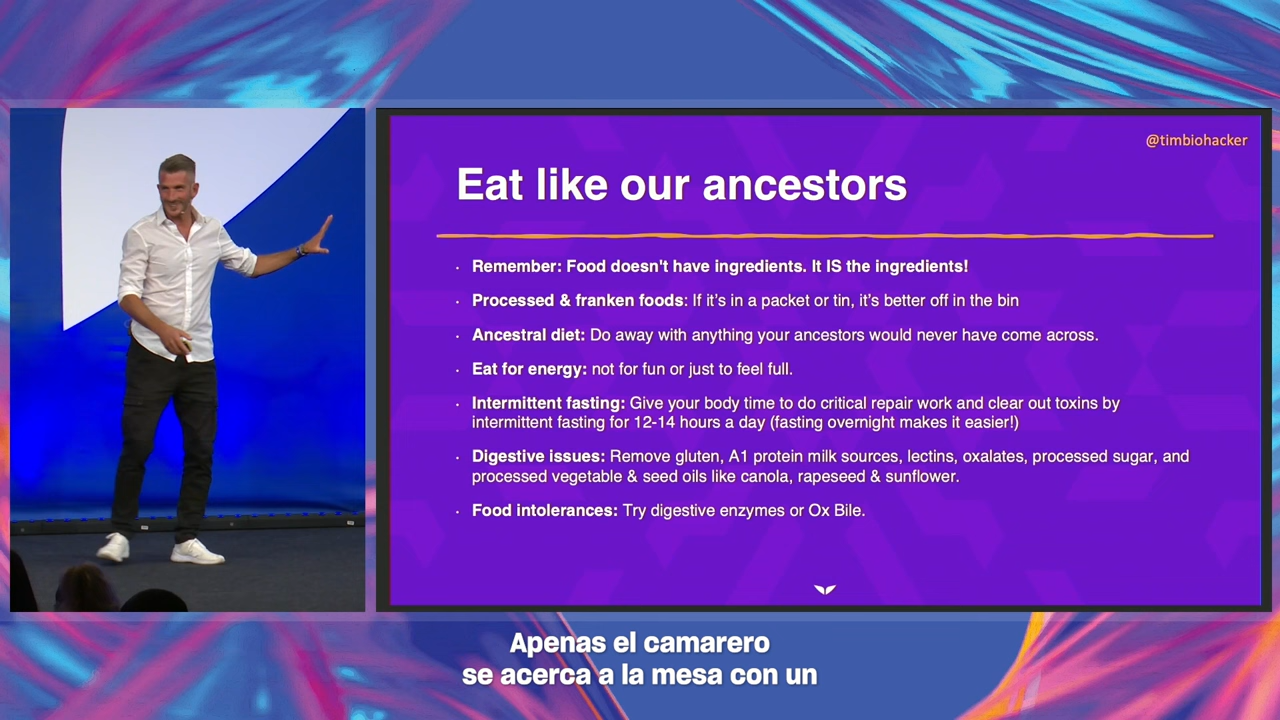 @timbiohacker
Eat like our ancestors
· Remember: Food doesn't have ingredients. It IS the ingredients!
· Processed & franken foods: If it’s in a packet or tin, it’s better off in the bin
· Ancestral diet: Do away with anything your ancestors would never have come across.
· Eat for energy: not for fun or just to feel full.
· Intermittent fasting: Give your body time to do critical repair work and clear out toxins by
intermittent fasting for 12-14 hours a day (fasting overnight makes it easier!)
· Digestive issues: Remove gluten, A1 protein milk sources, lectins, oxalates, processed sugar, and
processed vegetable & seed oils like canola, rapeseed & sunflower.
· Food intolerances: Try digestive enzymes or Ox Bile.
Apenas el camarero
se acerca a la mesa con un